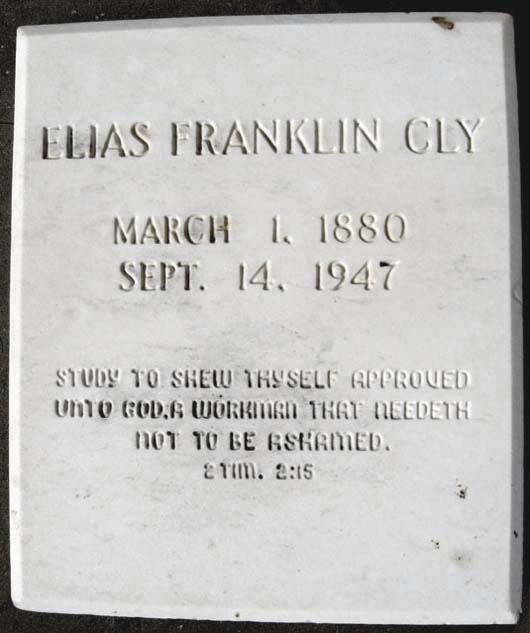 ELIAS FRANKLIN CLY
MARCH 1, 1880
SEPT. 14, 1947
STUDY TO SHEW THYSELF APPROVED
UNTO GOD, A WORKMAN THAT NEEDETH
NOT TO BE ASHAMED.
2 TIM. 2:15